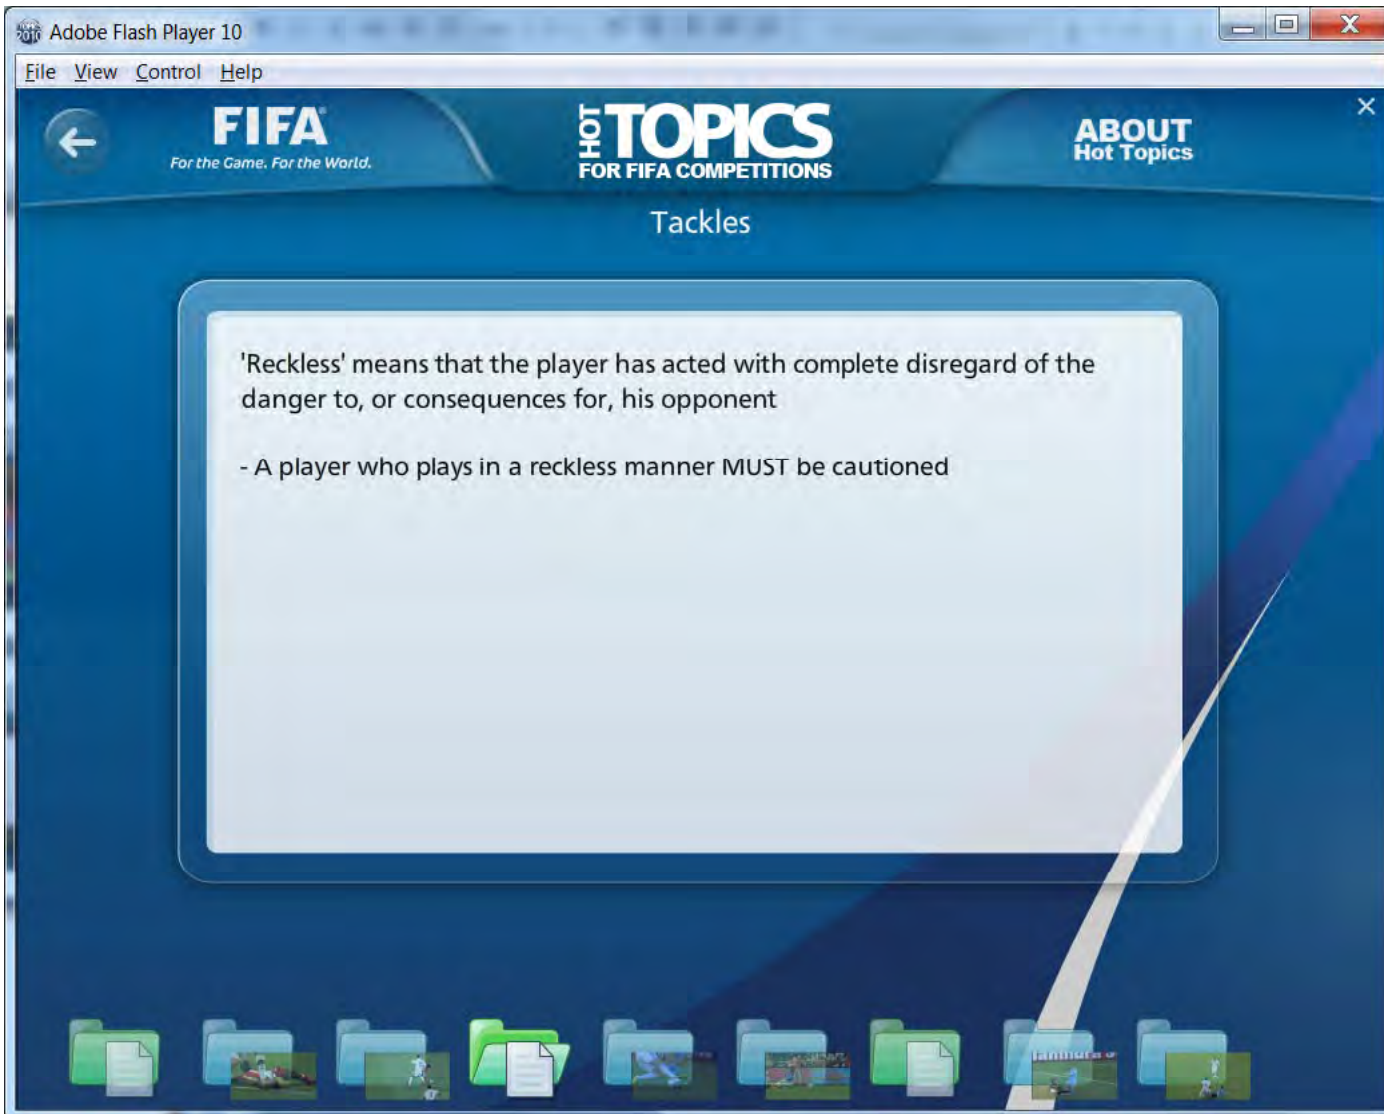 Adobe Flash Player 10
File View Control Help
FIFA
For the Game. For the World.
HOT TOPICS
FOR FIFA COMPETITIONS
ABOUT
Hot Topics
Tackles
'Reckless' means that the player has acted with complete disregard of the
danger to, or consequences for, his opponent
- A player who plays in a reckless manner MUST be cautioned